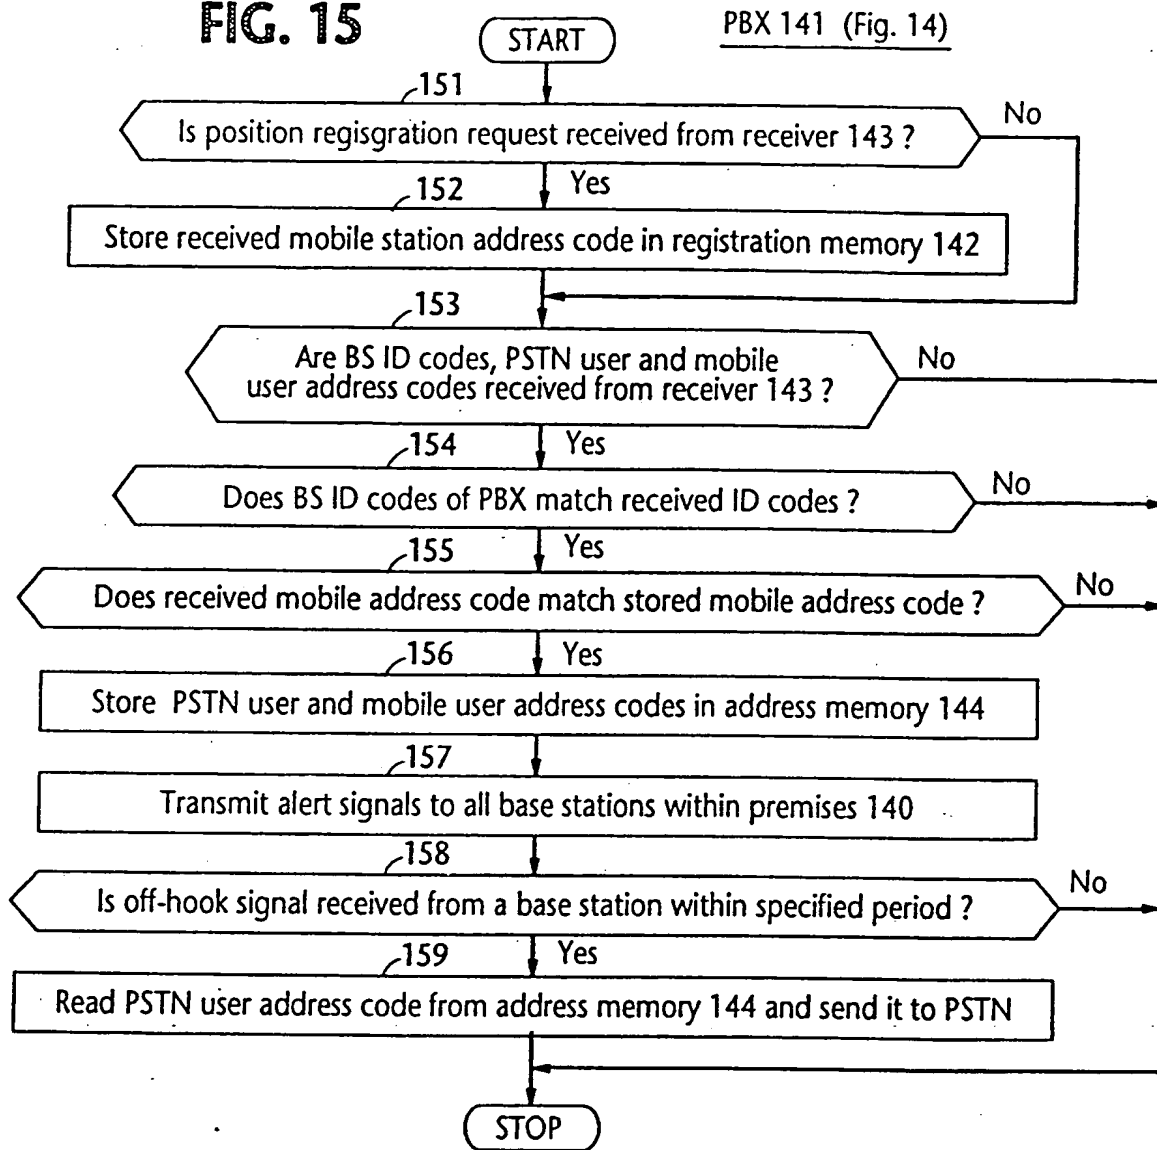 FIG. 15
START
PBX 141 (Fig. 14)
151
Is position regisgration request received from receiver 143 ?
No
Yes
152
Store received mobile station address code in registration memory 142
153
Are BS ID codes, PSTN user and mobile
user address codes received from receiver 143 ?
No
Yes
154
Does BS ID codes of PBX match received ID codes ?
No
Yes
155
Does received mobile address code match stored mobile address code ?
No
Yes
156
Store PSTN user and mobile user address codes in address memory 144
157
Transmit alert signals to all base stations within premises 140
158
Is off-hook signal received from a base station within specified period ?
No
Yes
159
Read PSTN user address code from address memory 144 and send it to PSTN
STOP